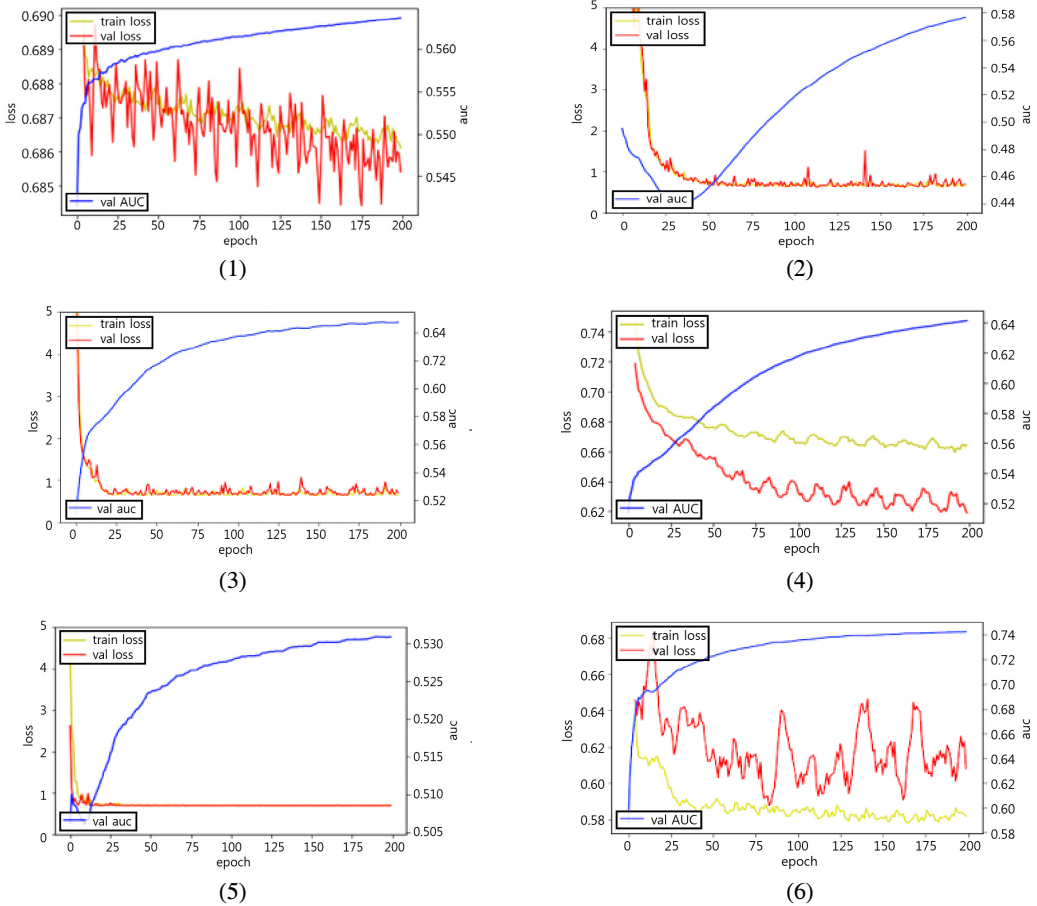 0.690
0.689
0.688
0.687
0.686
0.685
loss
train loss
val loss
val AUC
0.560
0.555
0.550
0.545
auc
0 25 50 75 100 125 150 175 200
epoch
(1)
5
4
3
2
1
0
loss
train loss
val loss
val auc
0.58
0.56
0.54
0.52
0.50
0.48
0.46
0.44
auc
0 25 50 75 100 125 150 175 200
epoch
(2)
5
4
3
2
1
0
loss
train loss
val loss
val auc
0.64
0.72
0.60
0.58
0.56
0.54
0.52
auc
0 25 50 75 100 125 150 175 200
epoch
(3)
0.74
0.72
0.70
0.68
0.66
0.64
0.62
loss
train loss
val loss
val AUC
0.64
0.62
0.60
0.58
0.56
0.54
0.52
auc
0 25 50 75 100 125 150 175 200
epoch
(4)
5
4
3
2
1
0
loss
train loss
val loss
val auc
0.530
0.525
0.520
0.515
0.510
0.505
auc
0 25 50 75 100 125 150 175 200
epoch
(5)
0.68
0.66
0.64
0.62
0.60
0.58
loss
train loss
val loss
val AUC
0.74
0.72
0.70
0.68
0.66
0.64
0.62
0.60
0.58
auc
0 25 50 75 100 125 150 175 200
epoch
(6)